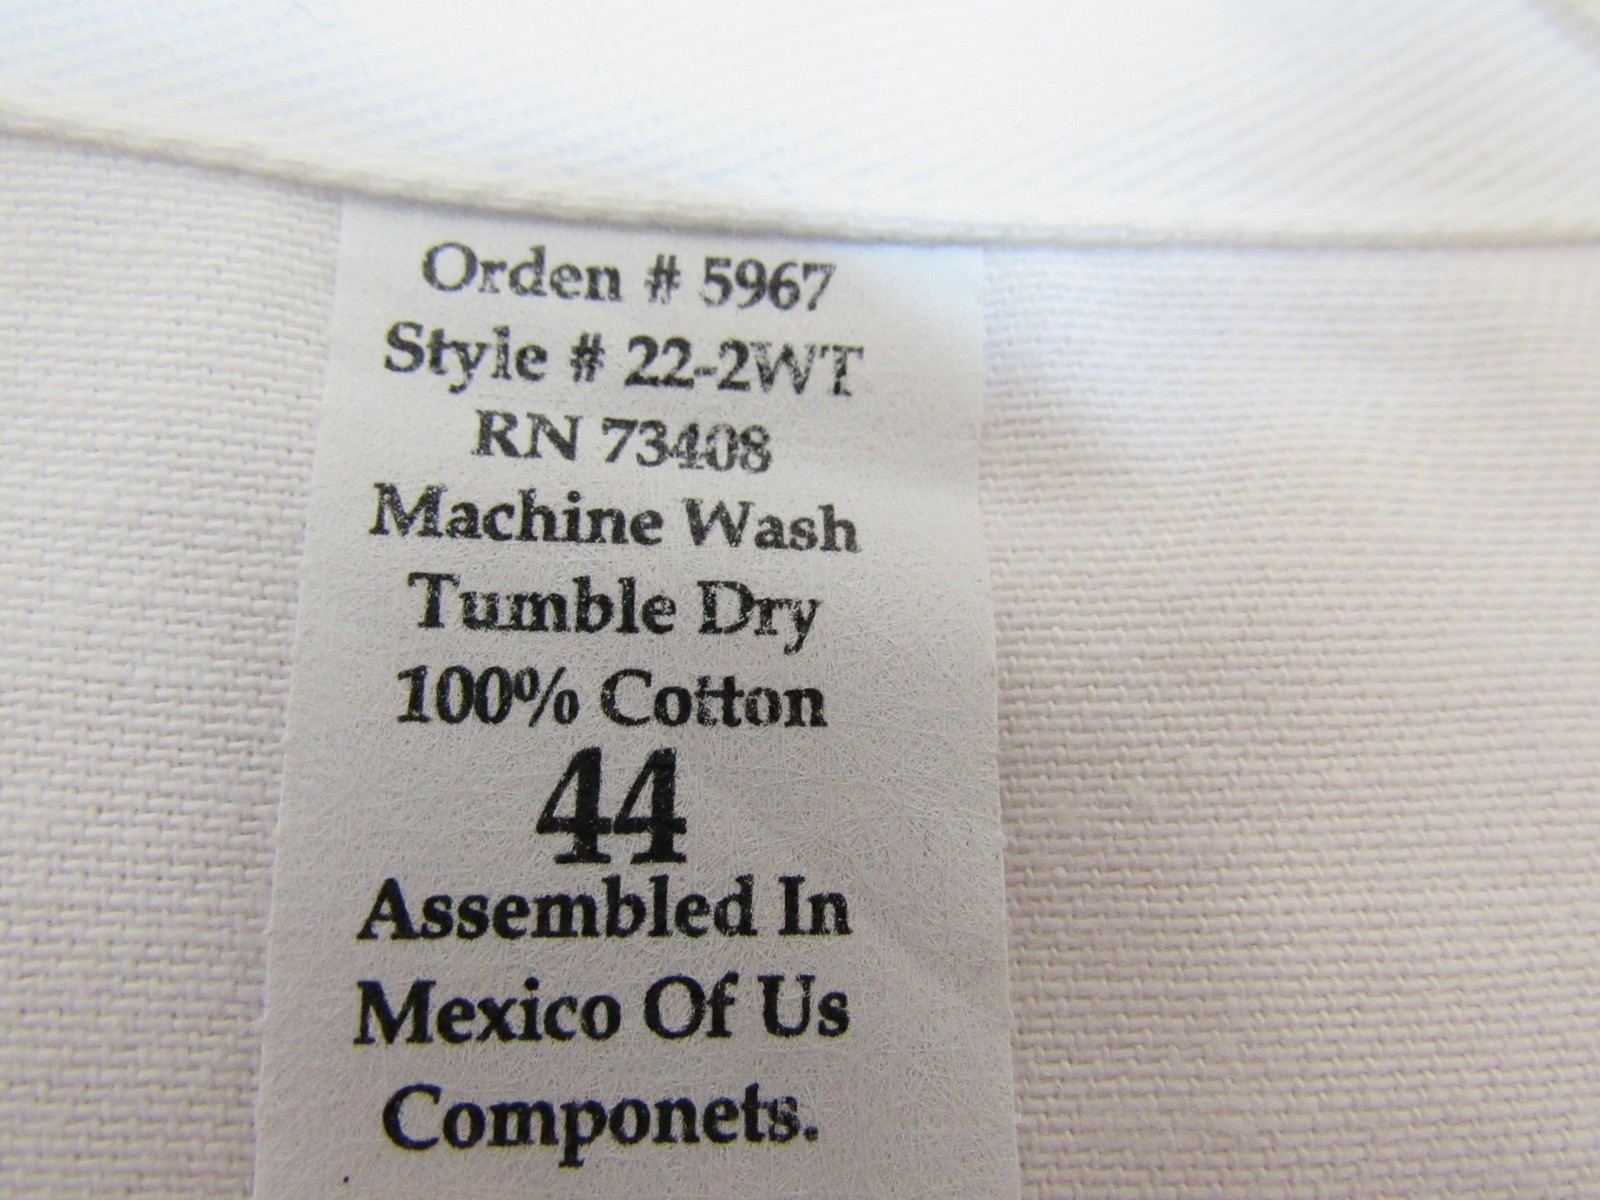 Orden # 5967
Style # 22-2WT
RN 73408
Machine Wash
Tumble Dry
100% Cotton
44
Assembled In
Mexico Of Us
Componets.